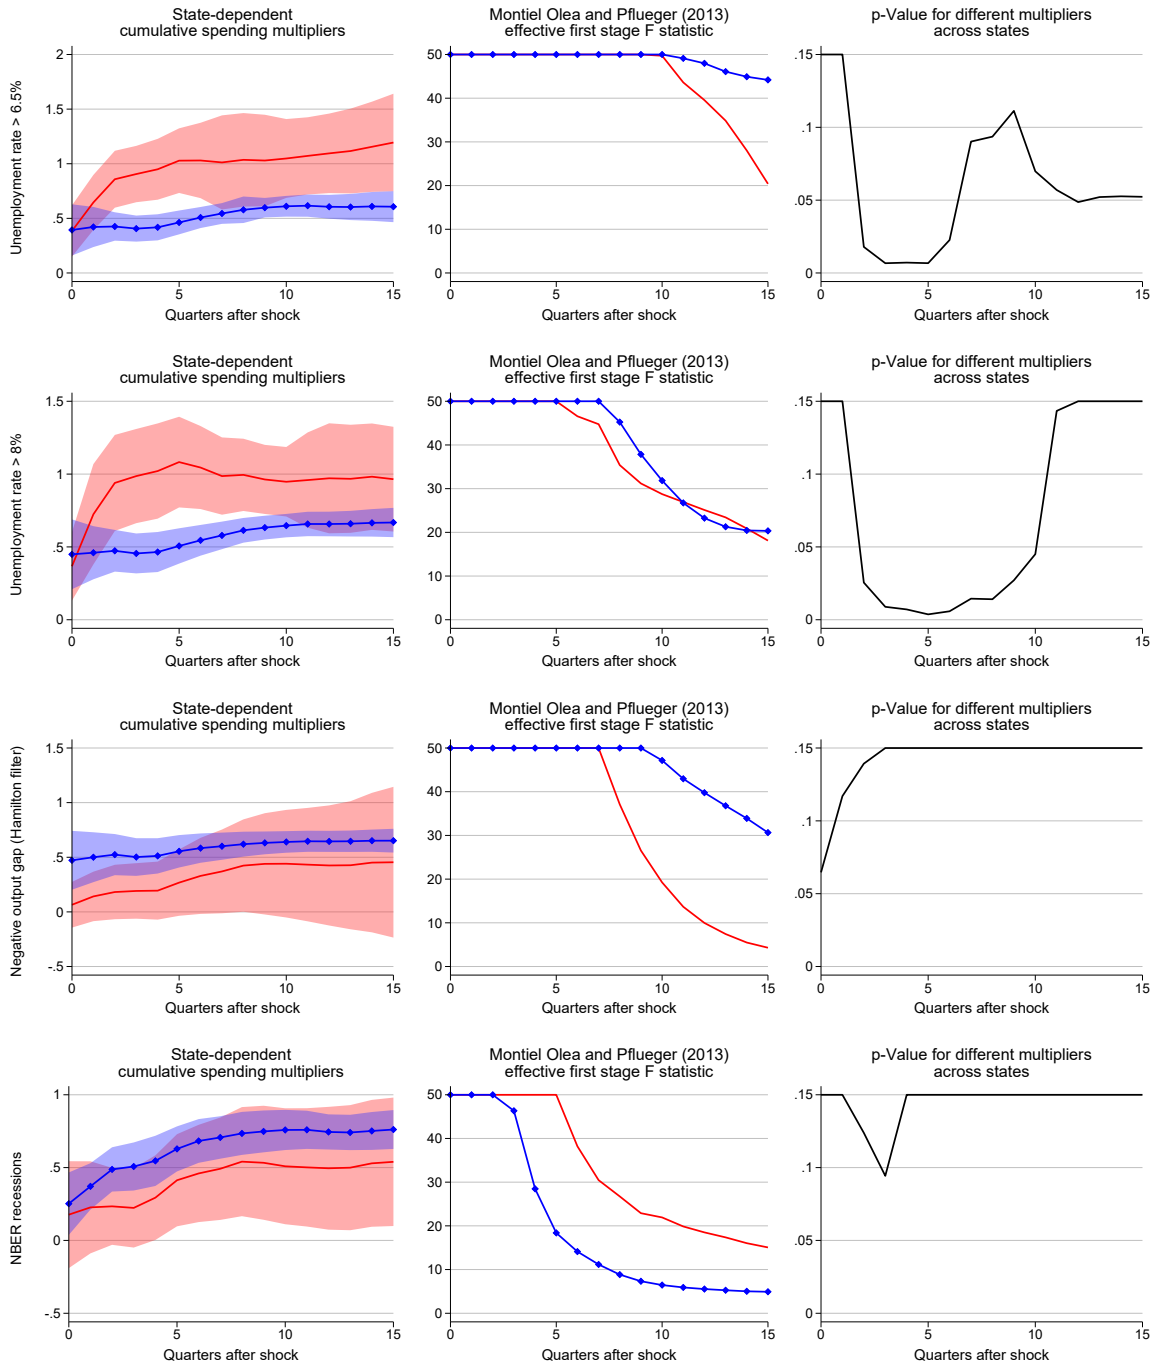 State-dependent
cumulative spending multipliers
Montiel Olea and Pflueger (2013)
effective first stage F statistic
p-Value for different multipliers
across states
Unemployment rate > 6.5%
2
1.5
1
.5
0
0 5 10 15
Quarters after shock
50
40
30
20
10
0
0 5 10 15
Quarters after shock
.15
.1
.05
0
0 5 10 15
Quarters after shock
State-dependent
cumulative spending multipliers
Montiel Olea and Pflueger (2013)
effective first stage F statistic
p-Value for different multipliers
across states
Unemployment rate > 8%
1.5
1
.5
0
0 5 10 15
Quarters after shock
50
40
30
20
10
0
0 5 10 15
Quarters after shock
.15
.1
.05
0
0 5 10 15
Quarters after shock
State-dependent
cumulative spending multipliers
Montiel Olea and Pflueger (2013)
effective first stage F statistic
p-Value for different multipliers
across states
Negative output gap (Hamilton filter)
1.5
1
.5
0
-.5
0 5 10 15
Quarters after shock
50
40
30
20
10
0
0 5 10 15
Quarters after shock
.15
.1
.05
0
0 5 10 15
Quarters after shock
State-dependent
cumulative spending multipliers
Montiel Olea and Pflueger (2013)
effective first stage F statistic
p-Value for different multipliers
across states
NBER recessions
1
.5
0
-.5
0 5 10 15
Quarters after shock
50
40
30
20
10
0
0 5 10 15
Quarters after shock
.15
.1
.05
0
0 5 10 15
Quarters after shock